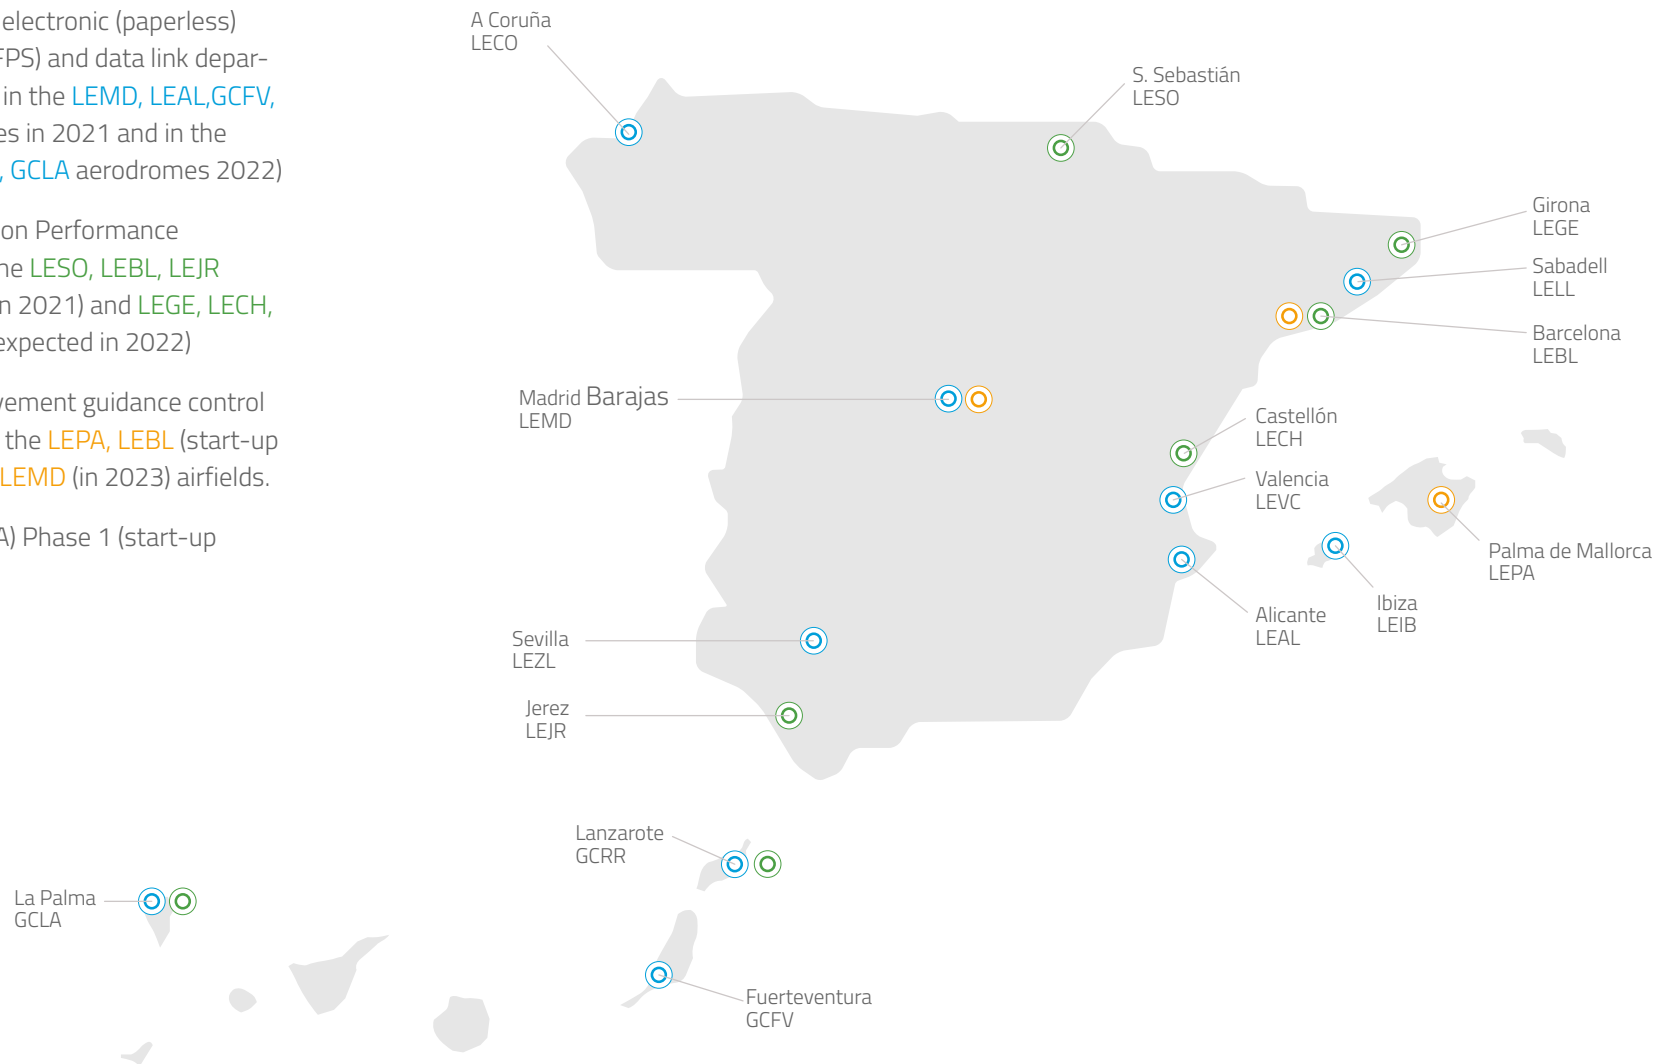 electronic (paperless)
FPS) and data link depar-
in the LEMD, LEAL,GCFV,
es in 2021 and in the
, GCLA aerodromes 2022)
on Performance
he LESO, LEBL, LEJR
n 2021) and LEGE, LECH,
expected in 2022)
vement guidance control
the LEPA, LEBL (start-up
LEMD (in 2023) airfields.
A) Phase 1 (start-up
A Coruña
LECO
S. Sebastián
LESO
Girona
LEGE
Sabadell
LELL
Barcelona
LEBL
Madrid Barajas
LEMD
Castellón
LECH
Valencia
LEVC
Palma de Mallorca
LEPA
Ibiza
LEIB
Alicante
LEAL
Sevilla
LEZL
Jerez
LEJR
Lanzarote
GCRR
La Palma
GCLA
Fuerteventura
GCFV